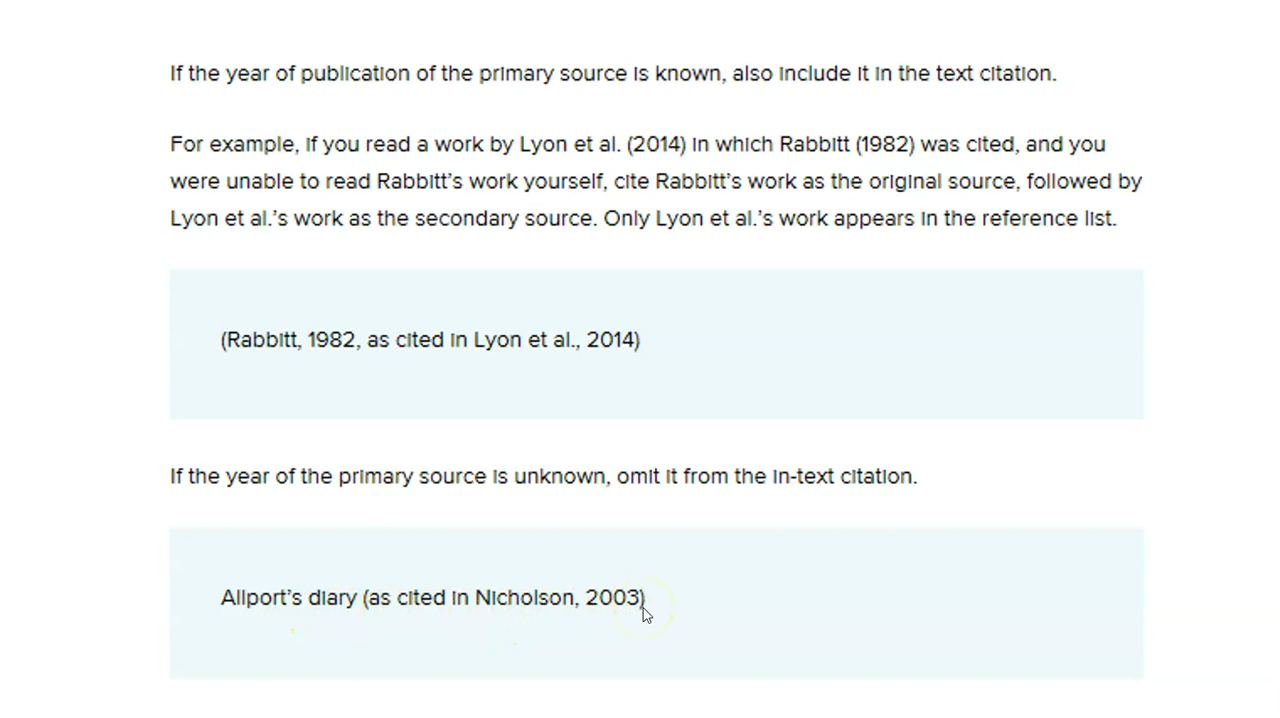 If the year of publication of the primary source is known, also include it in the text citation.
For example, if you read a work by Lyon et al. (2014) in which Rabbitt (1982) was cited, and you
were unable to read Rabbitt’s work yourself, cite Rabbitt’s work as the original source, followed by
Lyon et al.’s work as the secondary source. Only Lyon et al.’s work appears in the reference list.
(Rabbitt, 1982, as cited in Lyon et al., 2014)
If the year of the primary source is unknown, omit it from the in-text citation.
Allport’s diary (as cited in Nicholson, 2003)